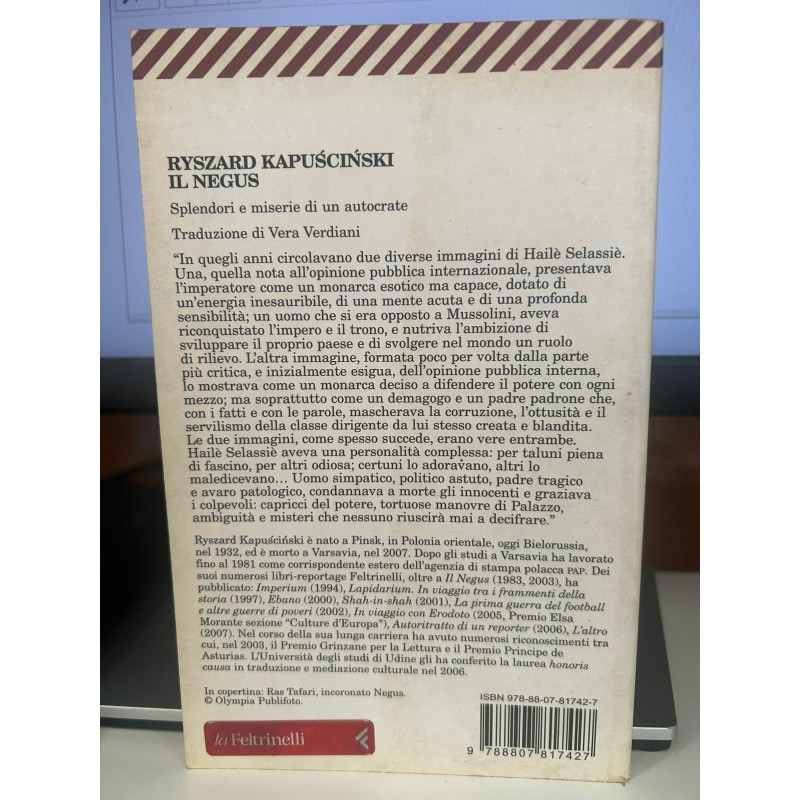 RYSZARD KAPUŚCIŃSKI
IL NEGUS
Splendori e miserie di un autocrate
Traduzione di Vera Verdiani
“In quegli anni circolavano due diverse immagini di Hailè Selassiè.
Una, quella nota all’opinione pubblica internazionale, presentava
l’imperatore come un monarca esotico ma capace, dotato di
un’energia inesauribile, di una mente acuta e di una profonda
sensibilità; un uomo che si era opposto a Mussolini, aveva
riconquistato l’impero e il trono, e nutriva l’ambizione di
sviluppare il proprio paese e di svolgere nel mondo un ruolo
di rilievo. L’altra immagine, formata poco per volta dalla parte
più critica, e inizialmente esigua, dell’opinione pubblica interna,
lo mostrava come un monarca deciso a difendere il potere con ogni
mezzo; ma soprattutto come un demagogo e un padre padrone che,
con i fatti e con le parole, mascherava la corruzione, l’ottusità e il
servilismo della classe dirigente da lui stesso creata e blandita.
Le due immagini, come spesso succede, erano vere entrambe.
Hailè Selassiè aveva una personalità complessa: per taluni piena
di fascino, per altri odiosa; certuni lo adoravano, altri lo
maledicevano… Uomo simpatico, politico astuto, padre tragico
e avaro patologico, condannava a morte gli innocenti e graziava
i colpevoli: capricci del potere, tortuose manovre di Palazzo,
ambiguità e misteri che nessuno riuscirà mai a decifrare.”
Ryszard Kapuściński è nato a Pinsk, in Polonia orientale, oggi Bielorussia,
nel 1932, ed è morto a Varsavia, nel 2007. Dopo gli studi a Varsavia ha lavorato
fino al 1981 come corrispondente estero dell’agenzia di stampa polacca PAP. Dei
suoi numerosi libri-reportage Feltrinelli, oltre a Il Negus (1983, 2003), ha
pubblicato: Imperium (1994), Lapidarium. In viaggio tra i frammenti della
storia (1997), Ebano (2000), Shah-in-shah (2001), La prima guerra del football
e altre guerre di poveri (2002), In viaggio con Erodoto (2005, Premio Elsa
Morante sezione “Culture d’Europa”), Autoritratto di un reporter (2006), L’altro
(2007). Nel corso della sua lunga carriera ha avuto numerosi riconoscimenti tra
cui, nel 2003, il Premio Grinzane per la Lettura e il Premio Principe de
Asturias. L’Università degli studi di Udine gli ha conferito la laurea honoris
causa in traduzione e mediazione culturale nel 2006.
In copertina: Ras Tafari, incoronato Negus.
© Olympia Publifoto.
la Feltrinelli
ISBN 978-88-07-81742-7
9 788807 817427